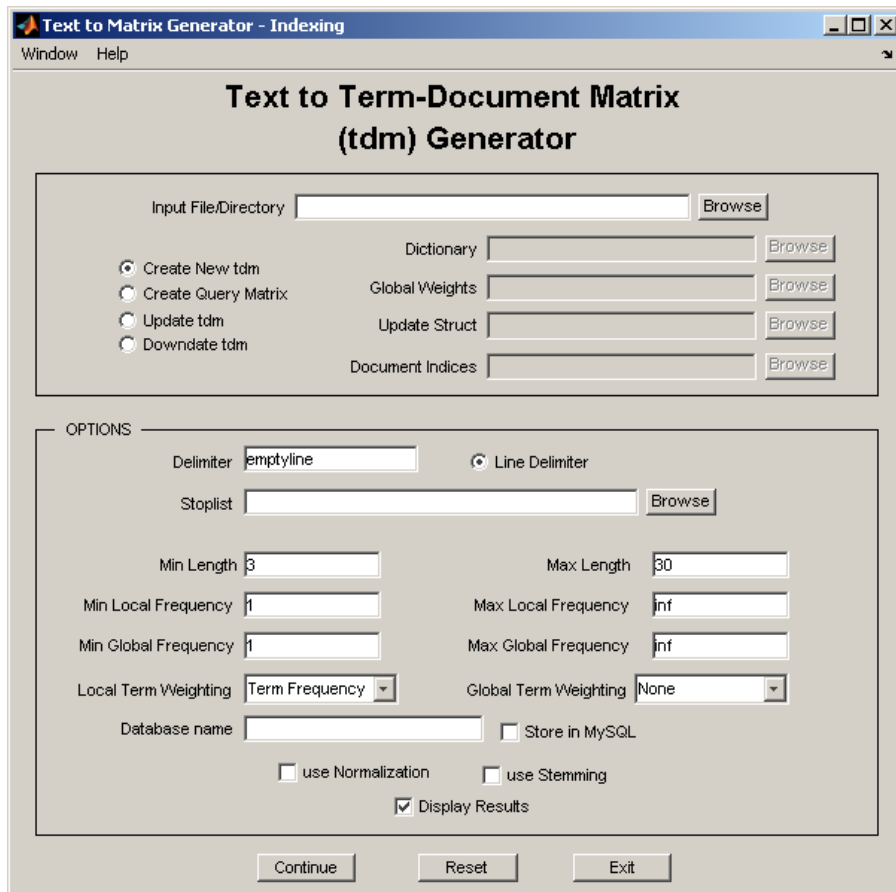 Text to Matrix Generator - Indexing
Window Help
Text to Term-Document Matrix
(tdm) Generator
Input File/Directory Browse
Dictionary Browse
Create New tdm
Create Query Matrix
Global Weights Browse
Update tdm
Update Struct Browse
Downdate tdm
Document Indices Browse
OPTIONS
Delimiter emptyline Line Delimiter
Stoplist Browse
Min Length 3 Max Length 30
Min Local Frequency 1 Max Local Frequency inf
Min Global Frequency 1 Max Global Frequency inf
Local Term Weighting Term Frequency Global Term Weighting None
Database name Store in MySQL
use Normalization use Stemming
Display Results
Continue Reset Exit